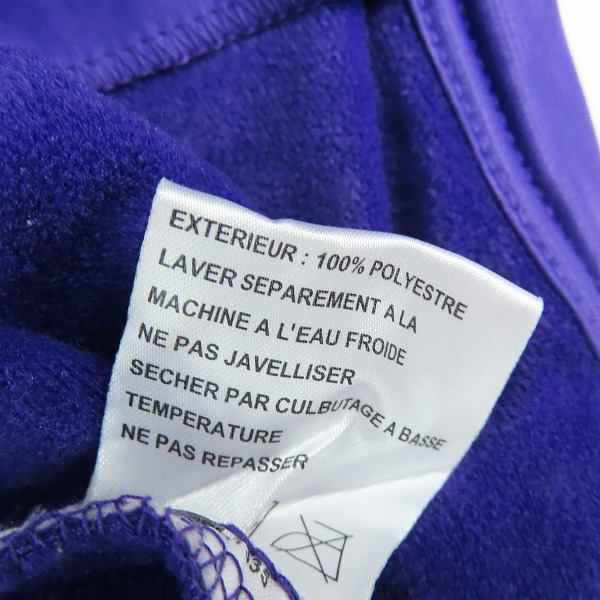 EXTERIEUR : 100% POLYESTRE
LAVER SEPAREMENT A LA
MACHINE A L'EAU FROIDE
NE PAS JAVELLISER
SECHER PAR CULBUTAGE A BASSE
TEMPERATURE
NE PAS REPASSER